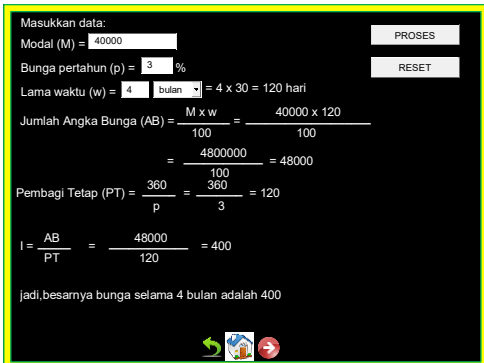 Masukkan data:
Modal (M) = 40000
PROSES
Bunga pertahun (p) = 3 %
RESET
Lama waktu (w) = 4 bulan = 4 x 30 = 120 hari
Jumlah Angka Bunga (AB) = M x w / 100 = 40000 x 120 / 100
= 4800000 / 100 = 48000
Pembagi Tetap (PT) = 360 / p = 360 / 3 = 120
I = AB / PT = 48000 / 120 = 400
jadi,besarnya bunga selama 4 bulan adalah 400